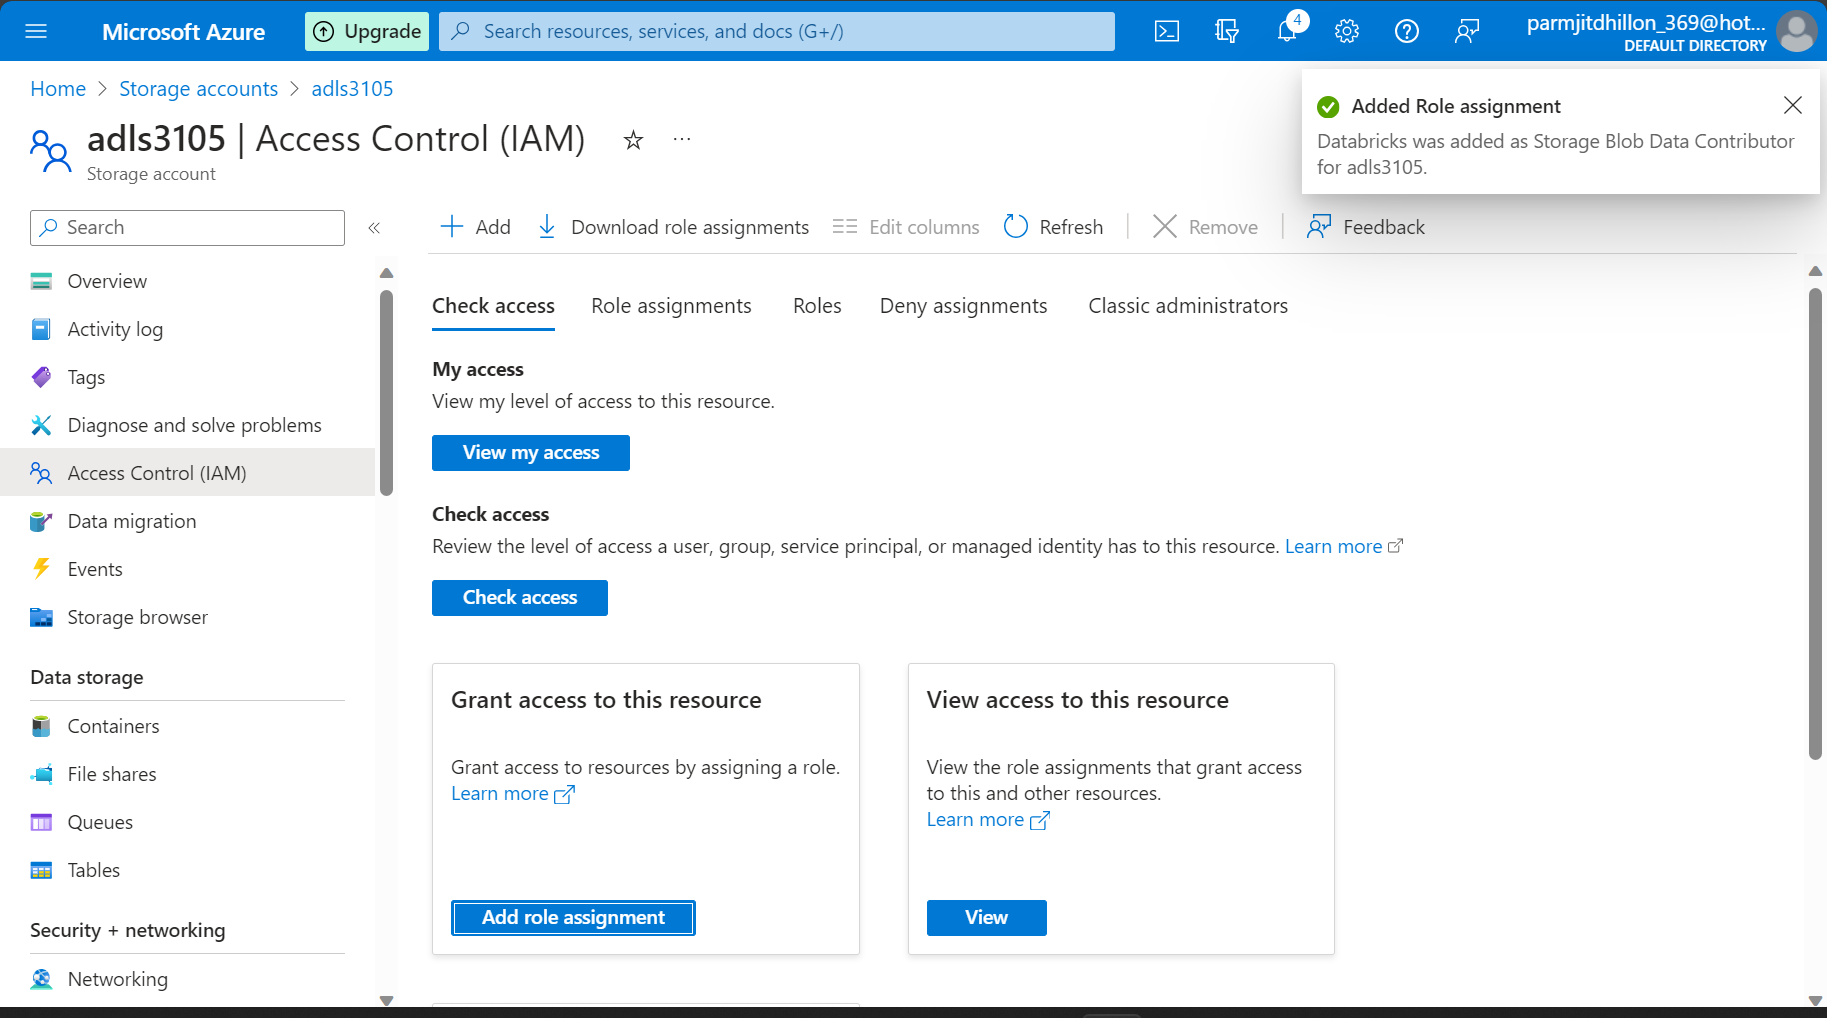 Microsoft Azure
Upgrade
Search resources, services, and docs (G+/)
4
parmjitdhillon_369@hot...
DEFAULT DIRECTORY
Home > Storage accounts > adls3105
adls3105 | Access Control (IAM)
...
Storage account
Added Role assignment
Databricks was added as Storage Blob Data Contributor
for adls3105.
Search
«
Add
Download role assignments
Edit columns
Refresh
Remove
Feedback
Overview
Activity log
Tags
Diagnose and solve problems
Access Control (IAM)
Data migration
Events
Storage browser
Data storage
Containers
File shares
Queues
Tables
Security + networking
Networking
Check access
Role assignments
Roles
Deny assignments
Classic administrators
My access
View my level of access to this resource.
View my access
Check access
Review the level of access a user, group, service principal, or managed identity has to this resource. Learn more
Check access
Grant access to this resource
Grant access to resources by assigning a role.
Learn more
Add role assignment
View access to this resource
View the role assignments that grant access
to this and other resources.
Learn more
View